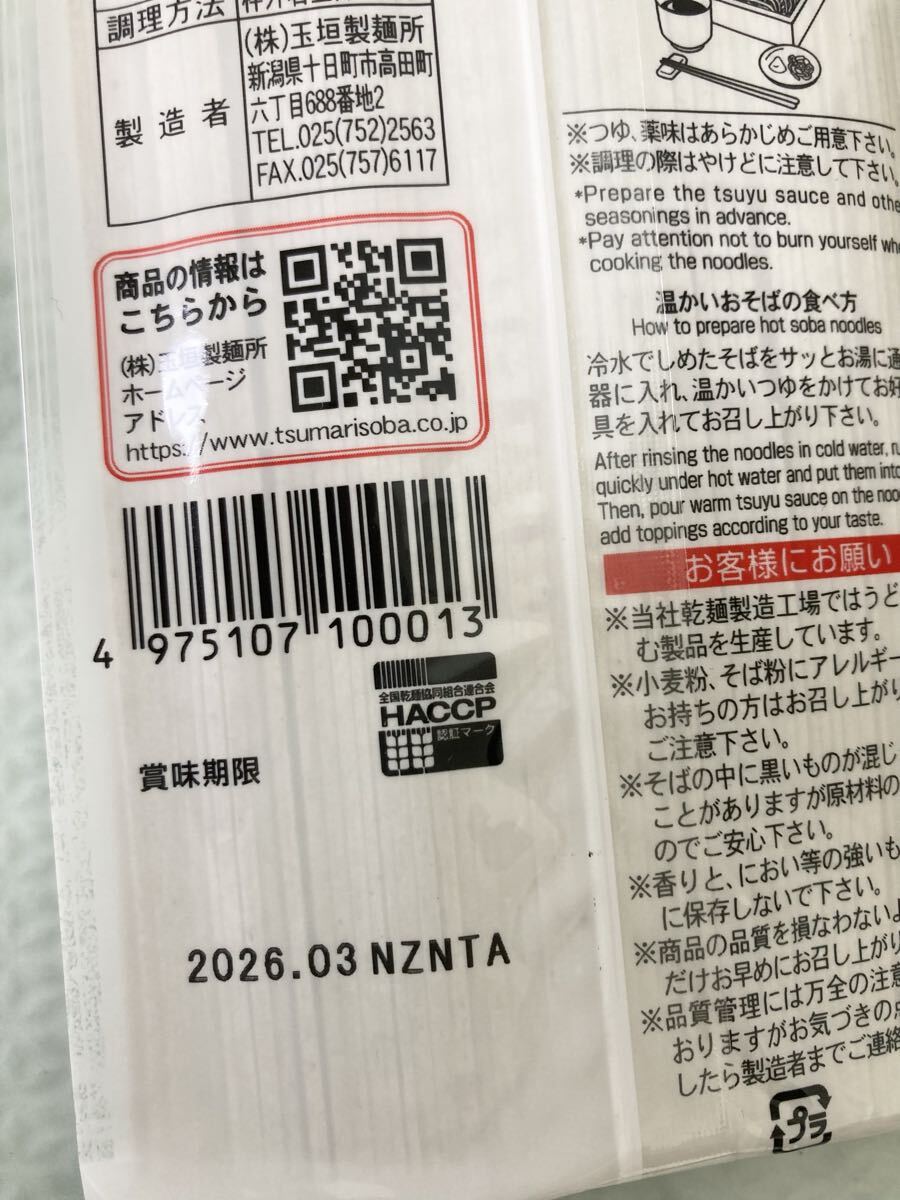 調理方法
製造者
(株)玉垣製麺所
新潟県十日町市高田町
六丁目688番地2
TEL.025(752)2563
FAX.025(757)6117
商品の情報は
こちらから
(株)玉垣製麺所
ホームページ
アドレス
https://www.tsumarisoba.co.jp
4 975107 100013
全国乾麺協同組合連合会
HACCP
認証マーク
賞味期限
2026.03 NZNTA
※つゆ、薬味はあらかじめご用意下さい。
※調理の際はやけどに注意して下さい。
*Prepare the tsuyu sauce and othe
seasonings in advance.
*Pay attention not to burn yourself whe
cooking the noodles.
温かいおそばの食べ方
How to prepare hot soba noodles
冷水でしめたそばをサッとお湯に通
器に入れ、温かいつゆをかけてお好
具を入れてお召し上がり下さい。
After rinsing the noodles in cold water, ru
quickly under hot water and put them into
Then, pour warm tsuyu sauce on the noo
add toppings according to your taste.
お客様にお願い
※当社乾麺製造工場ではうど
む製品を生産しています。
※小麦粉、そば粉にアレルギー
お持ちの方はお召し上がり
ご注意下さい。
※そばの中に黒いものが混じ
ことがありますが原材料の
のでご安心下さい。
※香りと、におい等の強いも
に保存しないで下さい。
※商品の品質を損なわないよ
だけお早めにお召し上がり
※品質管理には万全の注意
おりますがお気づきの点
したら製造者までご連絡
プラ